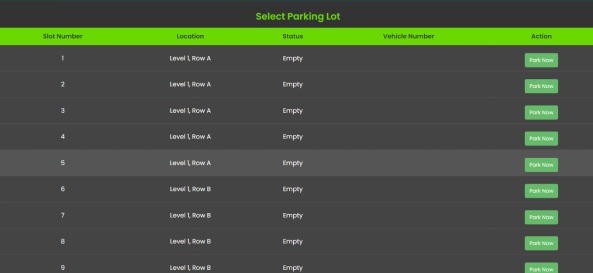 Select Parking Lot
Slot Number Location Status Vehicle Number Action
1 Level 1, Row A Empty Park Now
2 Level 1, Row A Empty Park Now
3 Level 1, Row A Empty Park Now
4 Level 1, Row A Empty Park Now
5 Level 1, Row A Empty Park Now
6 Level 1, Row B Empty Park Now
7 Level 1, Row B Empty Park Now
8 Level 1, Row B Empty Park Now
9 Level 1, Row B Empty Park Now